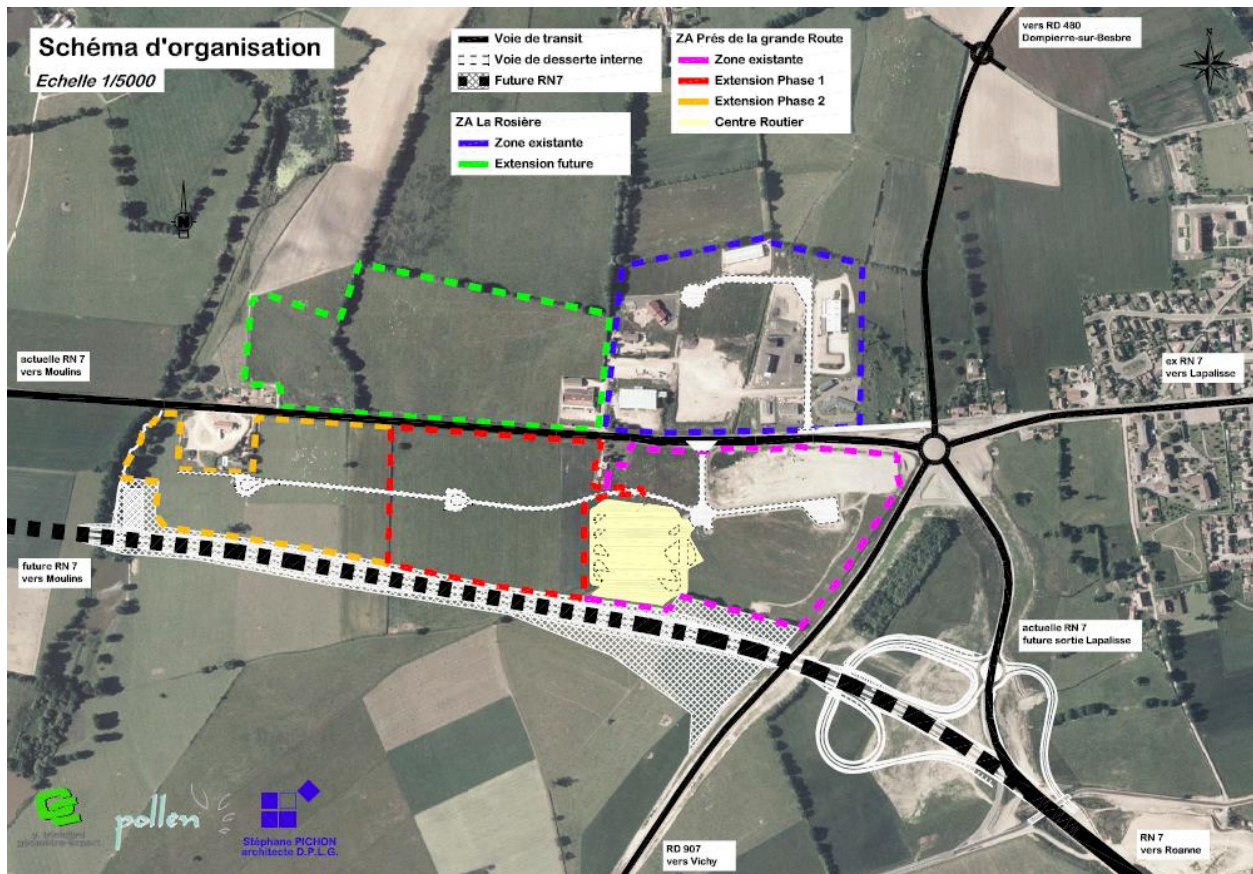 Schéma d'organisation
Echelle 1/5000
Voie de transit
Voie de desserte interne
Future RN7
ZA La Rosière
Zone existante
Extension future
ZA Prés de la grande Route
Zone existante
Extension Phase 1
Extension Phase 2
Centre Routier
vers RD 480
Dompierre-sur-Besbre
N
N
actuelle RN 7
vers Moulins
ex RN 7
vers Lapalisse
future RN 7
vers Moulins
actuelle RN 7
future sortie Lapalisse
RD 907
vers Vichy
RN 7
vers Roanne
géomètre-expert
pollen
Stéphane PICHON
architecte D.P.L.G.